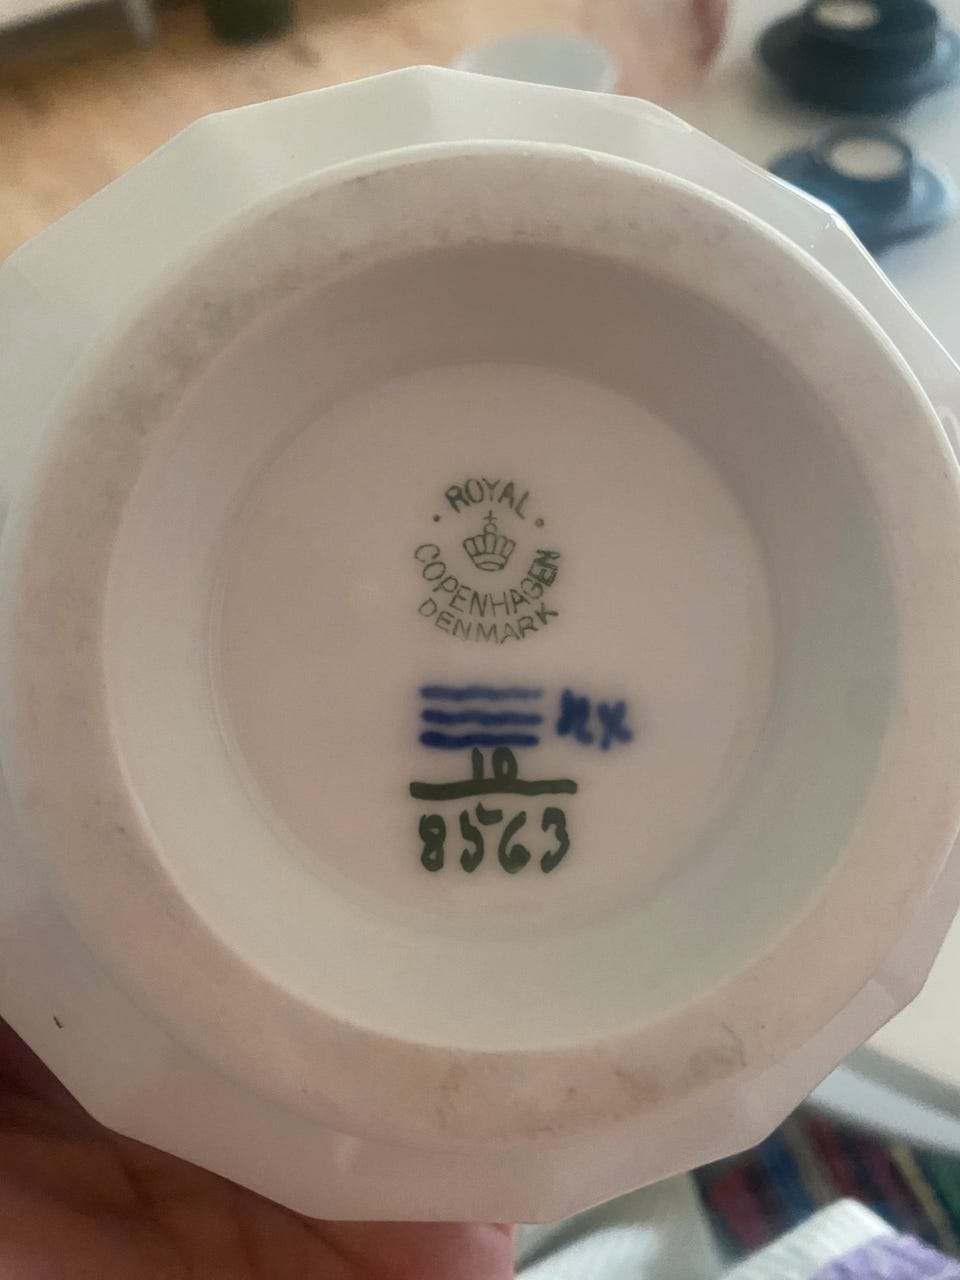 ROYAL
COPENHAGEN
DENMARK
10
8563